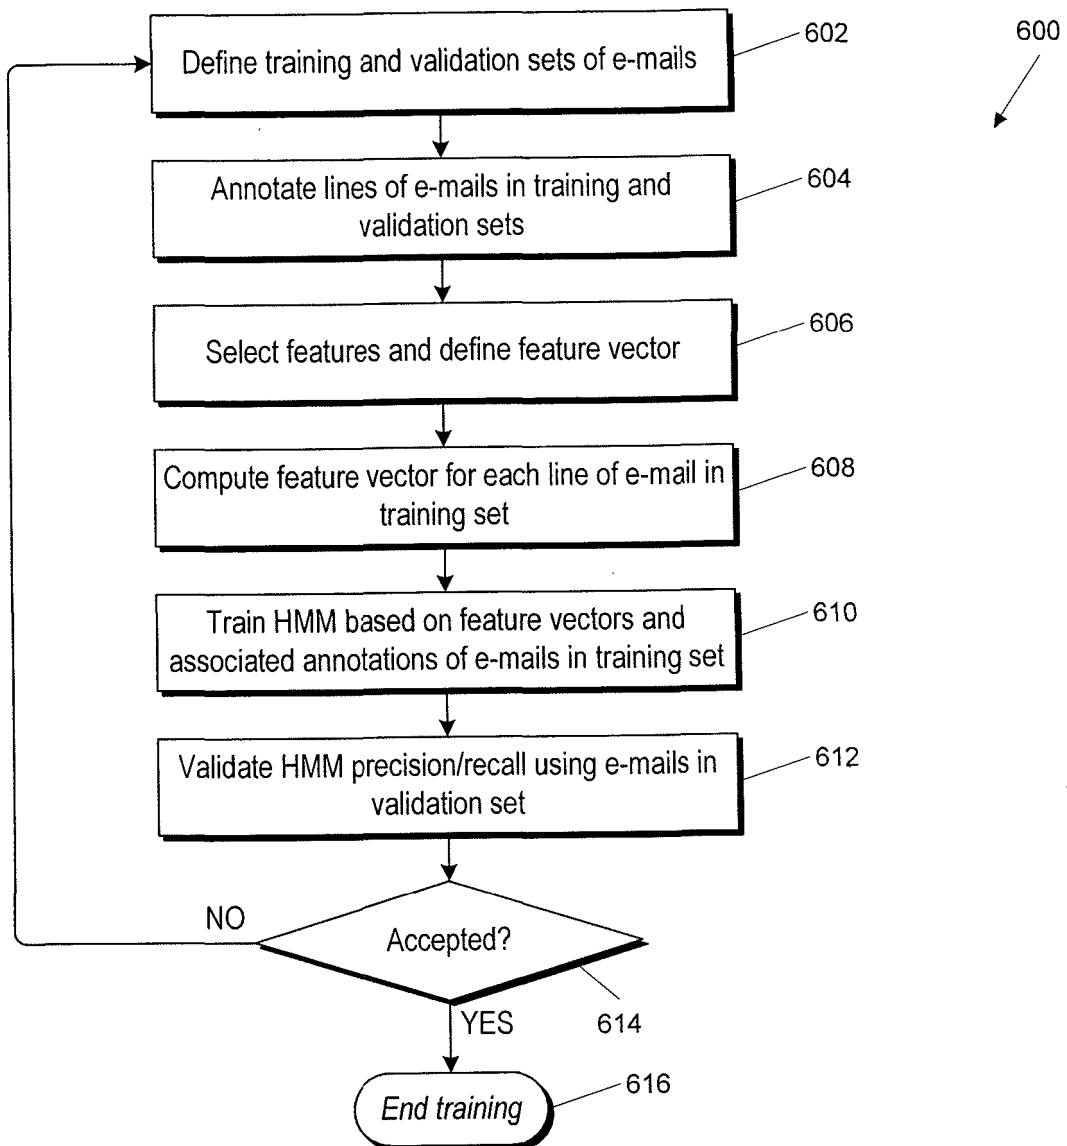 600
Define training and validation sets of e-mails
602
Annotate lines of e-mails in training and
validation sets
604
Select features and define feature vector
606
Compute feature vector for each line of e-mail in
training set
608
Train HMM based on feature vectors and
associated annotations of e-mails in training set
610
Validate HMM precision/recall using e-mails in
validation set
612
NO
Accepted?
614
YES
End training
616